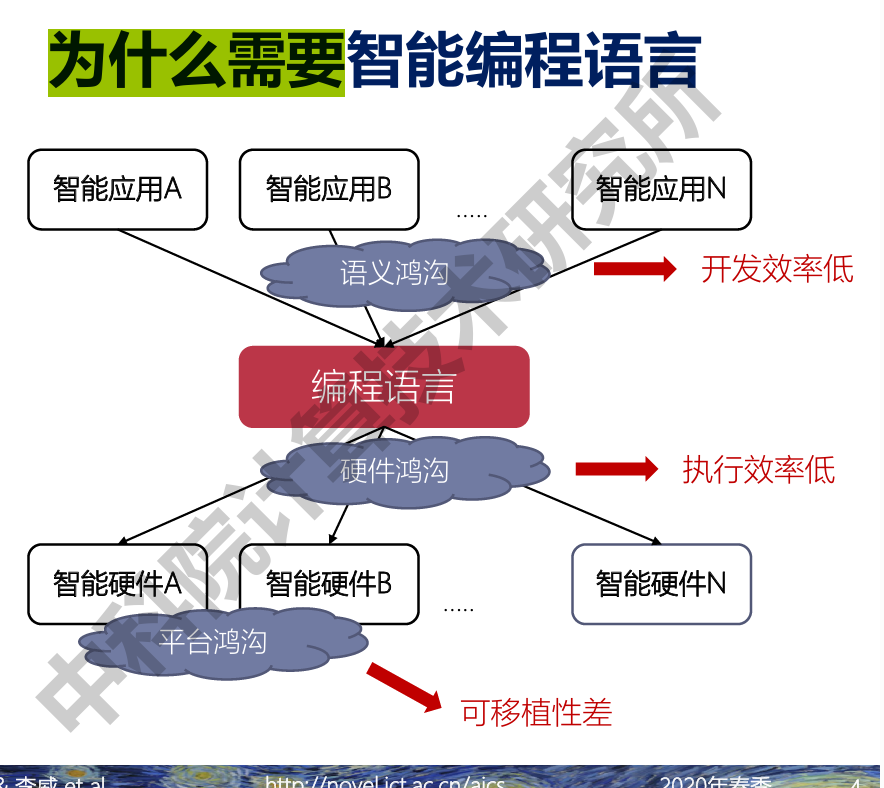 为什么需要智能编程语言
智能应用A
智能应用B
.....
智能应用N
语义鸿沟
开发效率低
编程语言
硬件鸿沟
执行效率低
智能硬件A
智能硬件B
.....
智能硬件N
平台鸿沟
可移植性差
中科院计算技术研究所
& 李威 et al.
http://novel.ict.ac.cn/aics
2020年春季
4